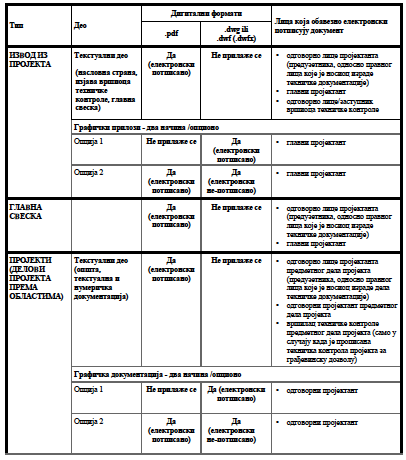 Тип
Део
Дигитални формати
Лица која обавезно електронски
потписују документ
.pdf
.dwg ili
.dwf (.dwfx)
ИЗВОД ИЗ
ПРОЈЕКТА
Текстуални део
(насловна страна,
изјава вршиоца
техничке
контроле, главна
свеска)
Да
(електронски
потписано)
Не прилаже се
• одговорно лице пројектанта
(предузетника, односно правног
лица које је носиоц израде
техничке документације)
• главни пројектант
• одговорно лице/заступник
вршиоца техничке контроле
Графички прилози - два начина /опционо
Опција 1
Не прилаже се
Да
(електронски
потписано)
• главни пројектант
Опција 2
Да
(електронски
потписано)
Да
(електронски
не-потписано)
• главни пројектант
ГЛАВНА
СВЕСКА
Да
(електронски
потписано)
Не прилаже се
• одговорно лице пројектанта
(предузетника, односно правног
лица које је носиоц израде
техничке документације)
• главни пројектант
ПРОЈЕКТИ
(ДЕЛОВИ
ПРОЈЕКТА
ПРЕМА
ОБЛАСТИМА)
Текстуални део
(општа,
текстуална и
нумеричка
документација)
Да
(електронски
потписано)
Не прилаже се
• одговорно лице пројектанта
предметног дела пројекта
(предузетника, односно правног
лица које је носиоц израде дела
техничке документације)
• одговорни пројектант предметног
дела пројекта
• вршилац техничке контроле
предметног дела пројекта (само у
случају када је прописана
техничка контрола пројекта за
грађевинску дозволу)
Графичка документација - два начина /опционо
Опција 1
Не прилаже се
Да (електронски
потписано)
• одговорни пројектант
Опција 2
Да
(електронски
потписано)
Да
(електронски
не-потписано)
• одговорни пројектант